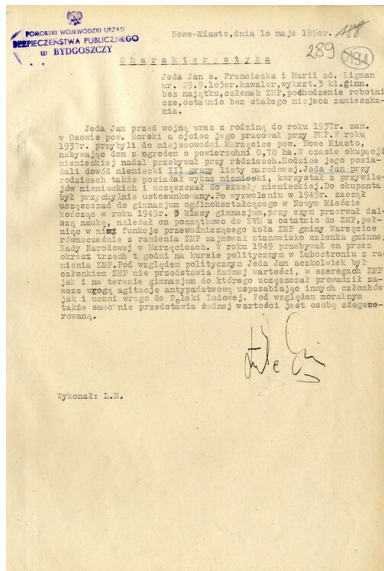 POMORSKI WOJEWÓDZKI URZĄD
BEZPIECZEŃSTWA PUBLICZNEGO
w BYDGOSZCZY
Nowe-Miasto,dnia 1o maja 195or.
289
C h a r a k t e r y s t y k a
Jeda Jan s. Franciszka i Marii zd. Ligman
ur. 29.9.193or.kawaler,wykszt.3 kl.gimn.
bez majątku,członek ZMP,podhodzenie robotni
cze,ostatnio bez stałego miejsca zamieszka-
nia.
Jeda Jan przed wojną wraz z rodziną do roku 1937r. zam.
w Osowie pow. Morski a ojciec jego pracował przy PKP.W roku
1937r. przybyli do miejscowości Marzęcice pow. Nowe Miasto,
nabywając dom z ogrodem o powierzchni 0,78 ha.W czasie okupacji
niemieckiej nadal przebywał przy rodzicach.Rodzice jego posia-
dali dowód niemiecki III grupy listy narodowej.Jeda Jan przy
rodzicach także posiadał wykaz niemiecki, korzystał z przywile-
jów niemieckich i uczęszczał do szkoły niemieckiej.Do okupanta
był przychylnie ustosunkowany.Po wyzwoleniu w 1945r. zaczął
uczęszczać do gimnazjum ogólnokształcącego w Nowym Mieście
kończąc w roku 1949r. 3 klasy gimnazjum,przy czym przerwał dal-
szą naukę, należał on początkowo do ZWM a ostatnio do ZMP,peł-
niąc w nim funkcje przewodniczącego koła ZMP gminy Marzęcice
równocześnie z ramienia ZMP zajmował stanowisko członka gminnej
Rady Narodowej w Marzęcicach. W roku 1949 przebywał on przez
okres trzech tygodni na kursie politycznym w Lubostroniu z ra-
mienia ZMP.Pod względem politycznym Jeda Jan aczkolwiek był
członkiem ZMP nie przedstawia żadnej wartości, w szeregach ZMP
jak i na terenie gimnazjum do którego uczęszczał prowadził za-
wsze wrogą agitację antypaństwową usposabiając innych członków
jak i uczni wrogo do Polski Ludowej. Pod względem moralnym
także samo nie przedstawia żadnej wartości jest osobą zdegene-
rowaną.
Wykonał: L.M.